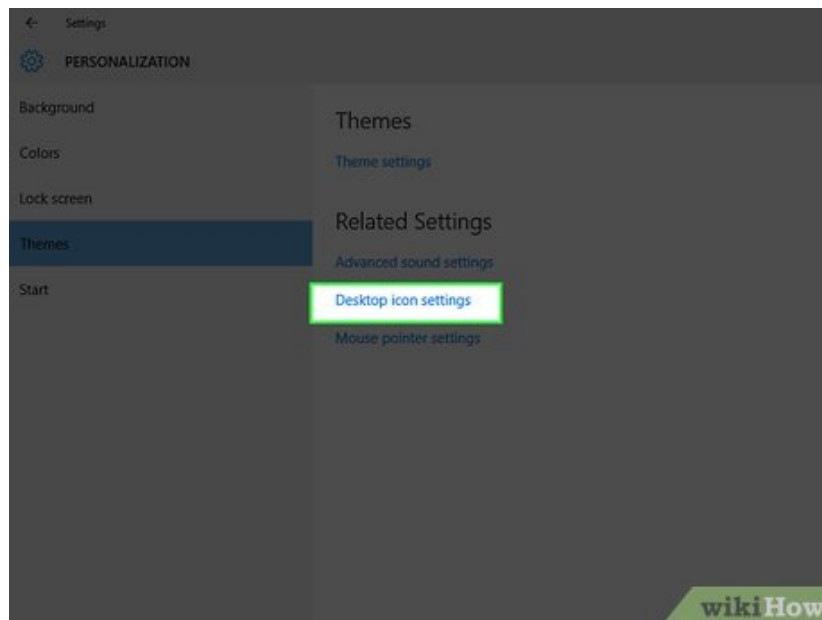 Settings
PERSONALIZATION
Background
Colors
Lock screen
Themes
Start
Themes
Theme settings
Related Settings
Advanced sound settings
Desktop icon settings
Mouse pointer settings
wikiHow